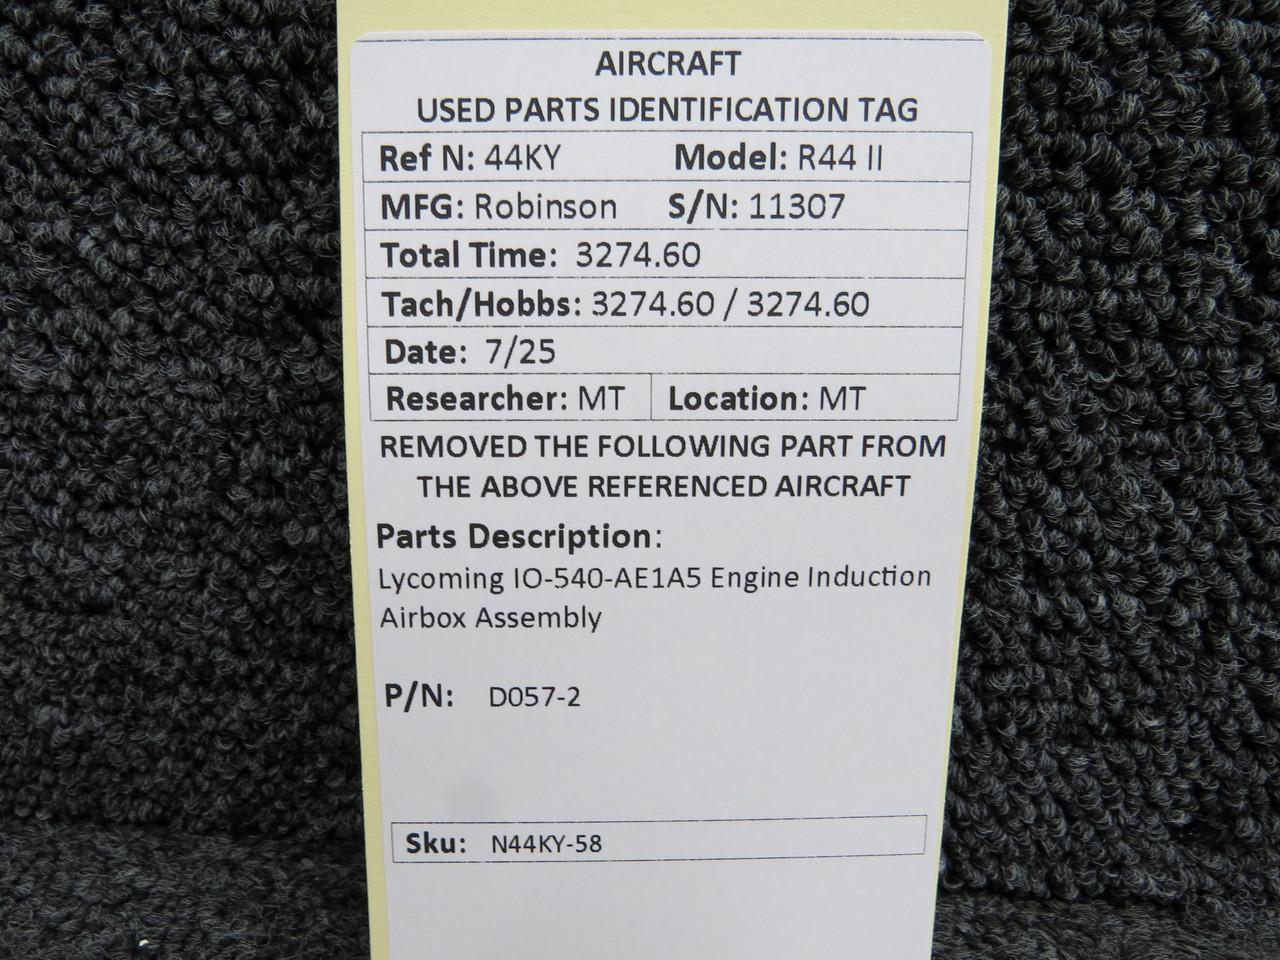 AIRCRAFT
USED PARTS IDENTIFICATION TAG
Ref N: 44KY Model: R44 II
MFG: Robinson S/N: 11307
Total Time: 3274.60
Tach/Hobbs: 3274.60 / 3274.60
Date: 7/25
Researcher: MT Location: MT
REMOVED THE FOLLOWING PART FROM
THE ABOVE REFERENCED AIRCRAFT
Parts Description:
Lycoming IO-540-AE1A5 Engine Induction
Airbox Assembly
P/N: D057-2
Sku: N44KY-58